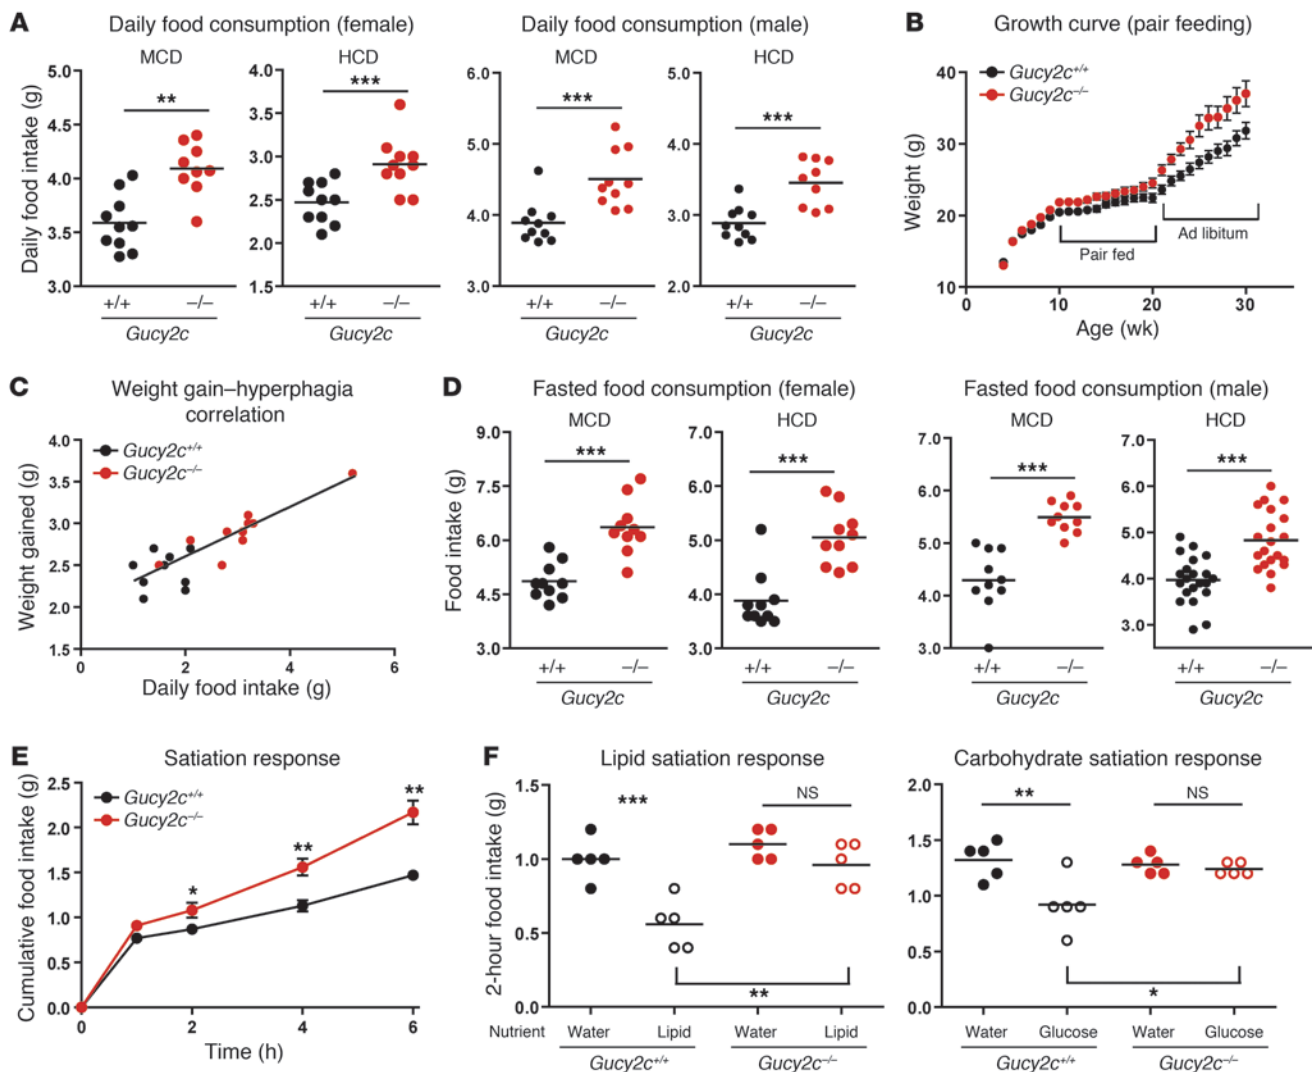 A
Daily food consumption (female)
Daily food consumption (male)
MCD
HCD
MCD
HCD
Daily food intake (g)
5.0
4.5
4.0
3.5
3.0
**
4.0
3.5
3.0
2.5
2.0
1.5
***
6.0
5.0
4.0
3.0
***
5.0
4.0
3.0
2.0
***
+/+ –/–
+/+ –/–
+/+ –/–
+/+ –/–
Gucy2c
Gucy2c
Gucy2c
Gucy2c
B
Growth curve (pair feeding)
Gucy2c+/+
Gucy2c–/–
Weight (g)
40
30
20
10
Pair fed
Ad libitum
0 10 20 30
Age (wk)
C
Weight gain–hyperphagia
correlation
Gucy2c+/+
Gucy2c–/–
Weight gained (g)
4.0
3.5
3.0
2.5
2.0
1.5
0 2 4 6
Daily food intake (g)
D
Fasted food consumption (female)
Fasted food consumption (male)
MCD
HCD
MCD
HCD
Food intake (g)
9.0
7.5
6.0
4.5
3.0
***
9.0
8.0
7.0
6.0
5.0
4.0
3.0
***
7.0
6.0
5.0
4.0
3.0
***
7.0
6.0
5.0
4.0
3.0
***
+/+ –/–
+/+ –/–
+/+ –/–
+/+ –/–
Gucy2c
Gucy2c
Gucy2c
Gucy2c
E
Satiation response
Gucy2c+/+
Gucy2c–/–
Cumulative food intake (g)
2.5
2.0
1.5
1.0
0.5
0.0
*
**
**
0 2 4 6
Time (h)
F
Lipid satiation response
Carbohydrate satiation response
2-hour food intake (g)
1.5
1.0
0.5
0.0
***
NS
**
2.0
1.5
1.0
0.5
0.0
**
NS
*
Nutrient Water Lipid Water Lipid
Water Glucose Water Glucose
Gucy2c+/+ Gucy2c–/–
Gucy2c+/+ Gucy2c–/–